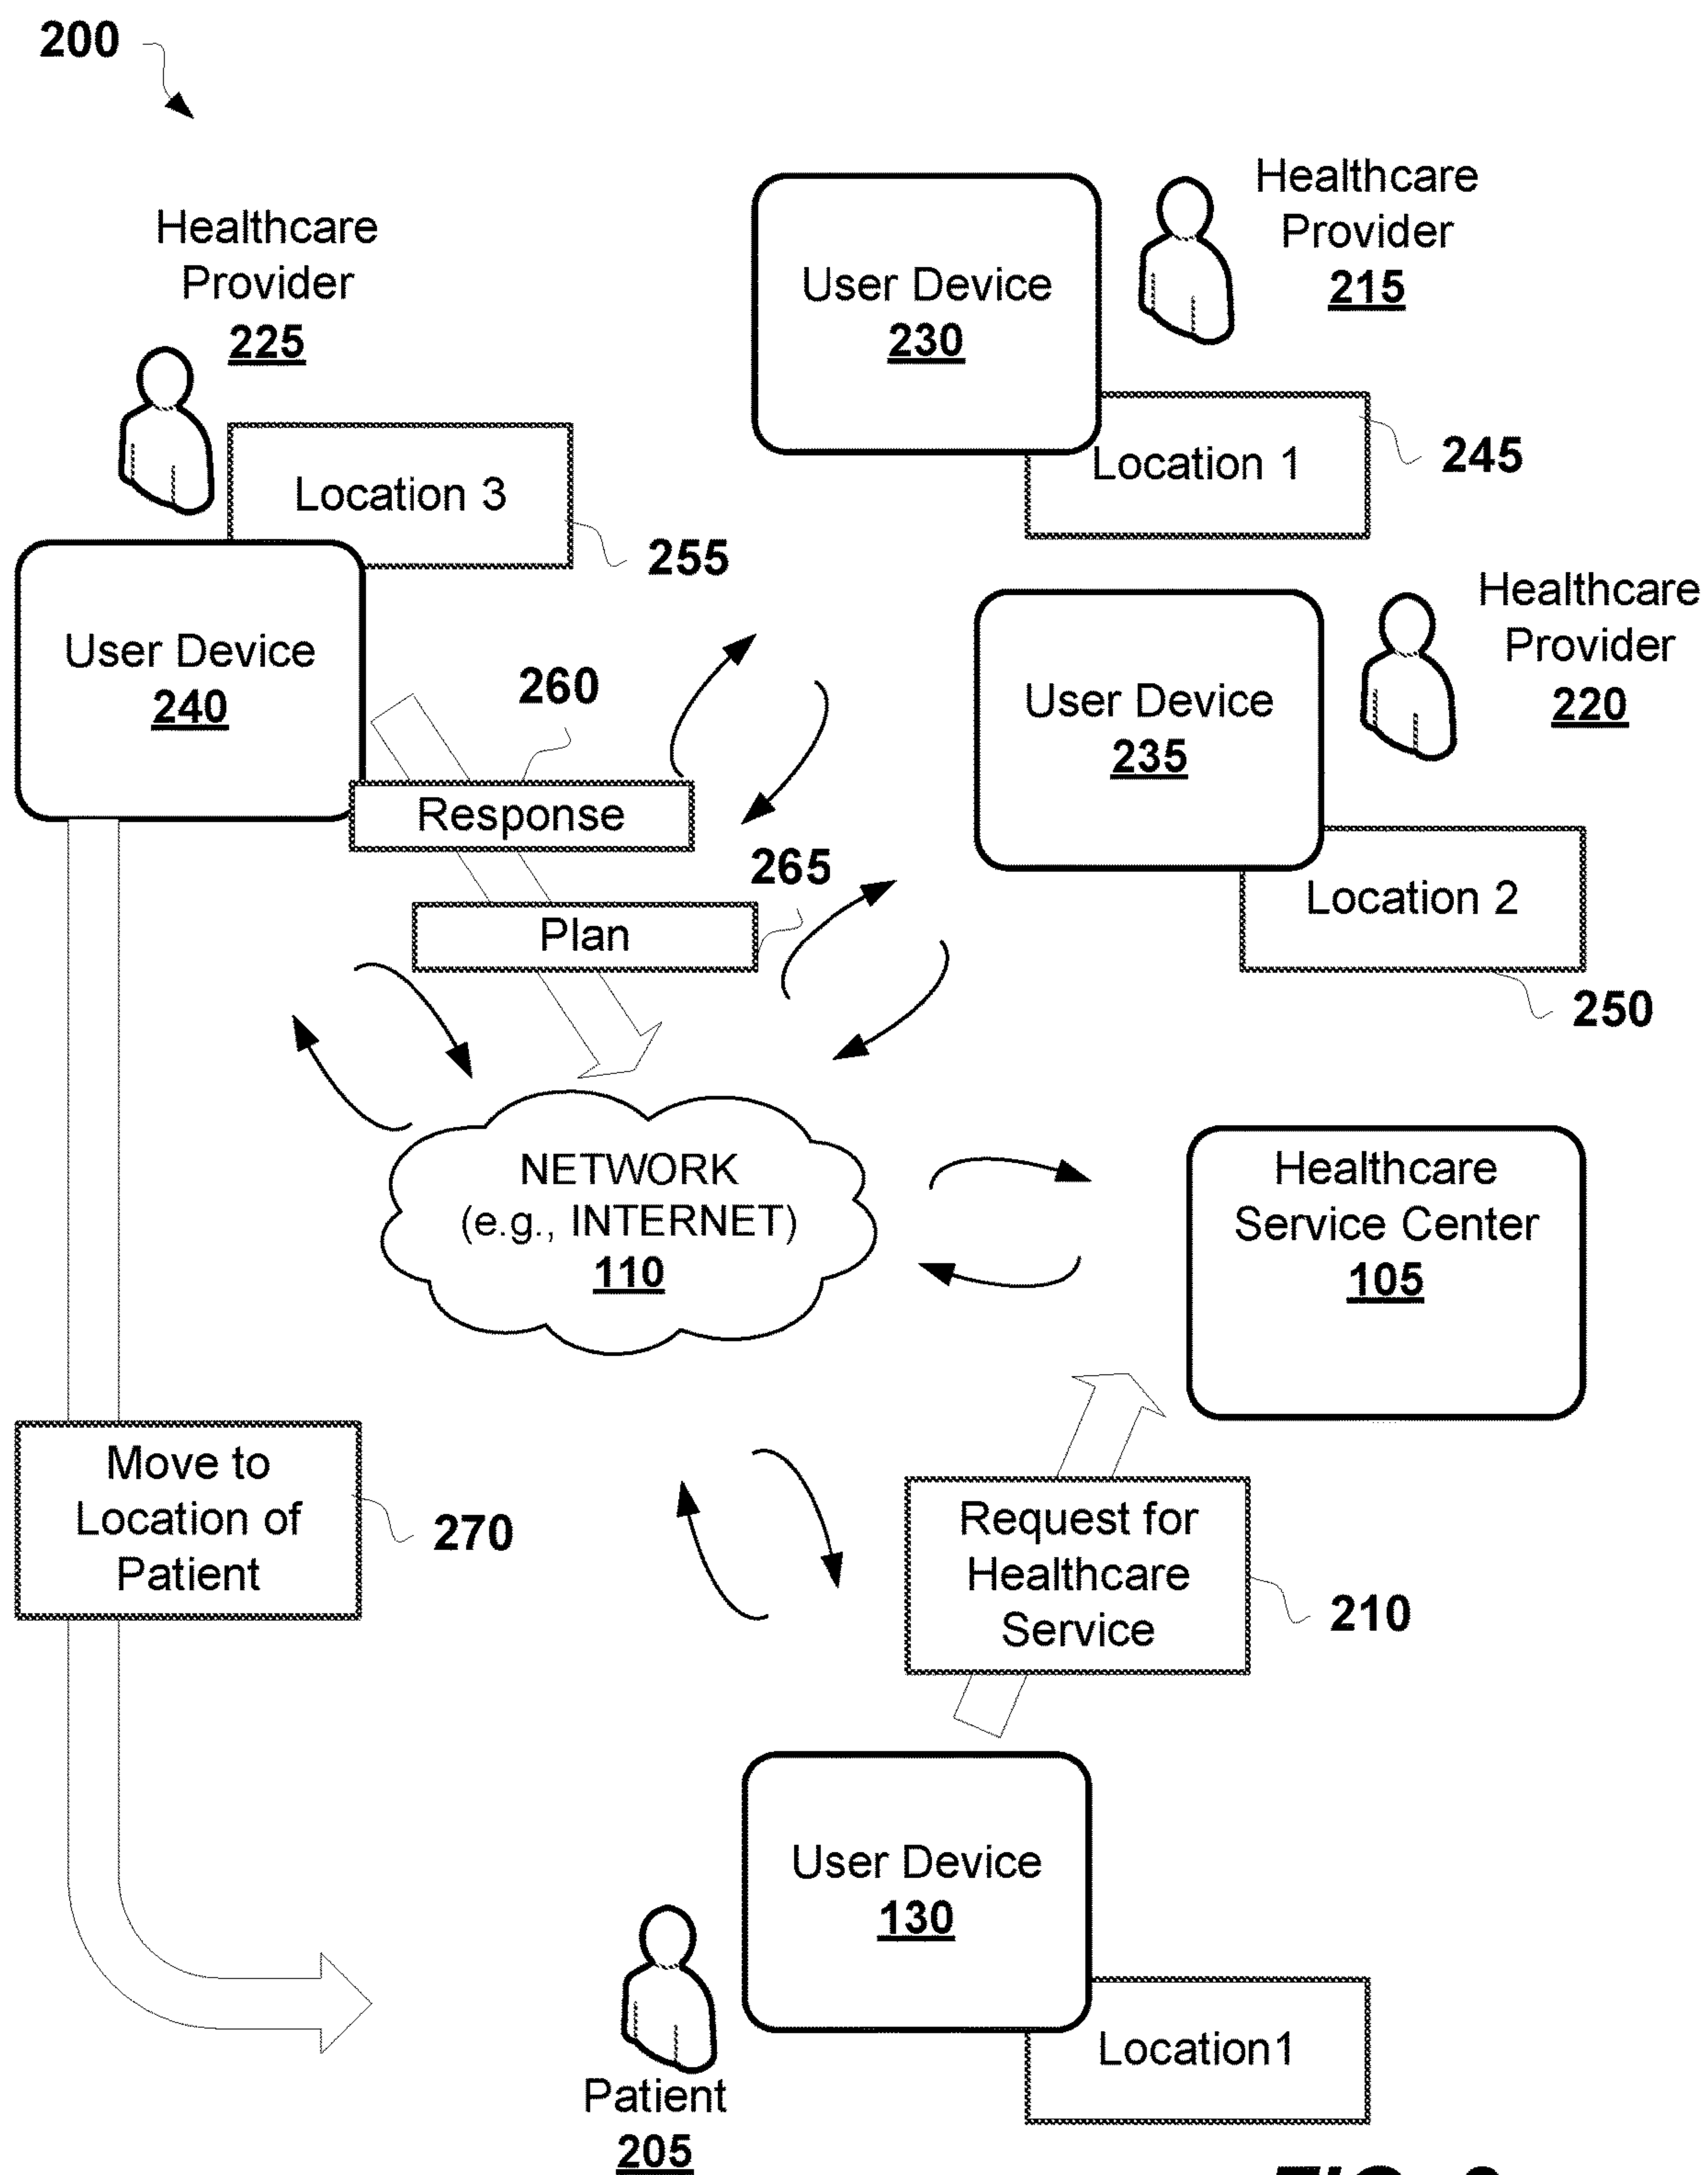 200
Healthcare
Provider
215
User Device
230
Healthcare
Provider
225
Location 1
245
Location 3
255
Healthcare
Provider
220
User Device
240
260
User Device
235
Response
265
Plan
Location 2
250
NETWORK
(e.g., INTERNET)
110
Healthcare
Service Center
105
Move to
Location of
Patient
270
Request for
Healthcare
Service
210
User Device
130
Location1
Patient
205